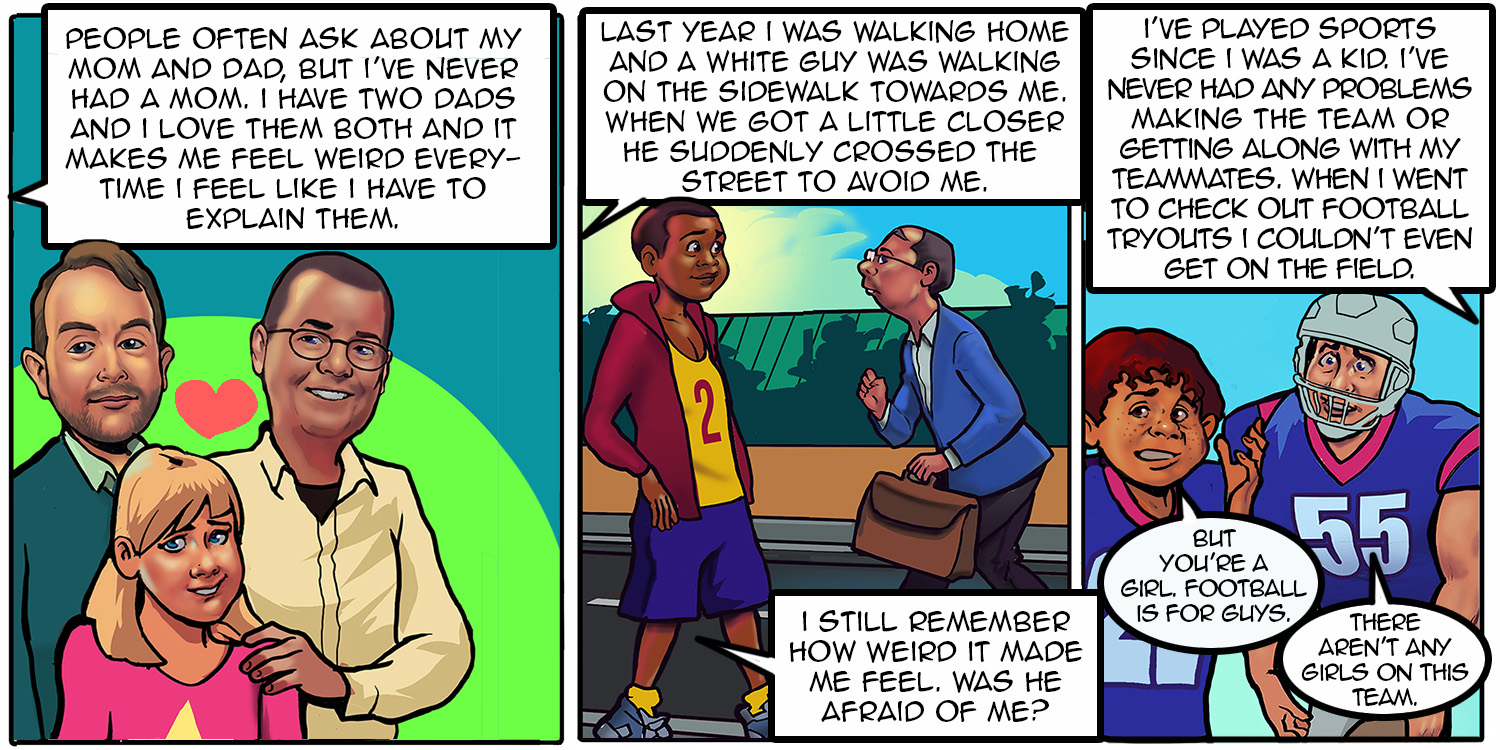 PEOPLE OFTEN ASK ABOUT MY
MOM AND DAD, BUT I'VE NEVER
HAD A MOM. I HAVE TWO DADS
AND I LOVE THEM BOTH AND IT
MAKES ME FEEL WEIRD EVERY-
TIME I FEEL LIKE I HAVE TO
EXPLAIN THEM.
LAST YEAR I WAS WALKING HOME
AND A WHITE GUY WAS WALKING
ON THE SIDEWALK TOWARDS ME.
WHEN WE GOT A LITTLE CLOSER
HE SUDDENLY CROSSED THE
STREET TO AVOID ME.
2
I STILL REMEMBER
HOW WEIRD IT MADE
ME FEEL. WAS HE
AFRAID OF ME?
I'VE PLAYED SPORTS
SINCE I WAS A KID. I'VE
NEVER HAD ANY PROBLEMS
MAKING THE TEAM OR
GETTING ALONG WITH MY
TEAMMATES. WHEN I WENT
TO CHECK OUT FOOTBALL
TRYOUTS I COULDN'T EVEN
GET ON THE FIELD.
55
BUT
YOU'RE A
GIRL. FOOTBALL
IS FOR GUYS.
THERE
AREN'T ANY
GIRLS ON THIS
TEAM.